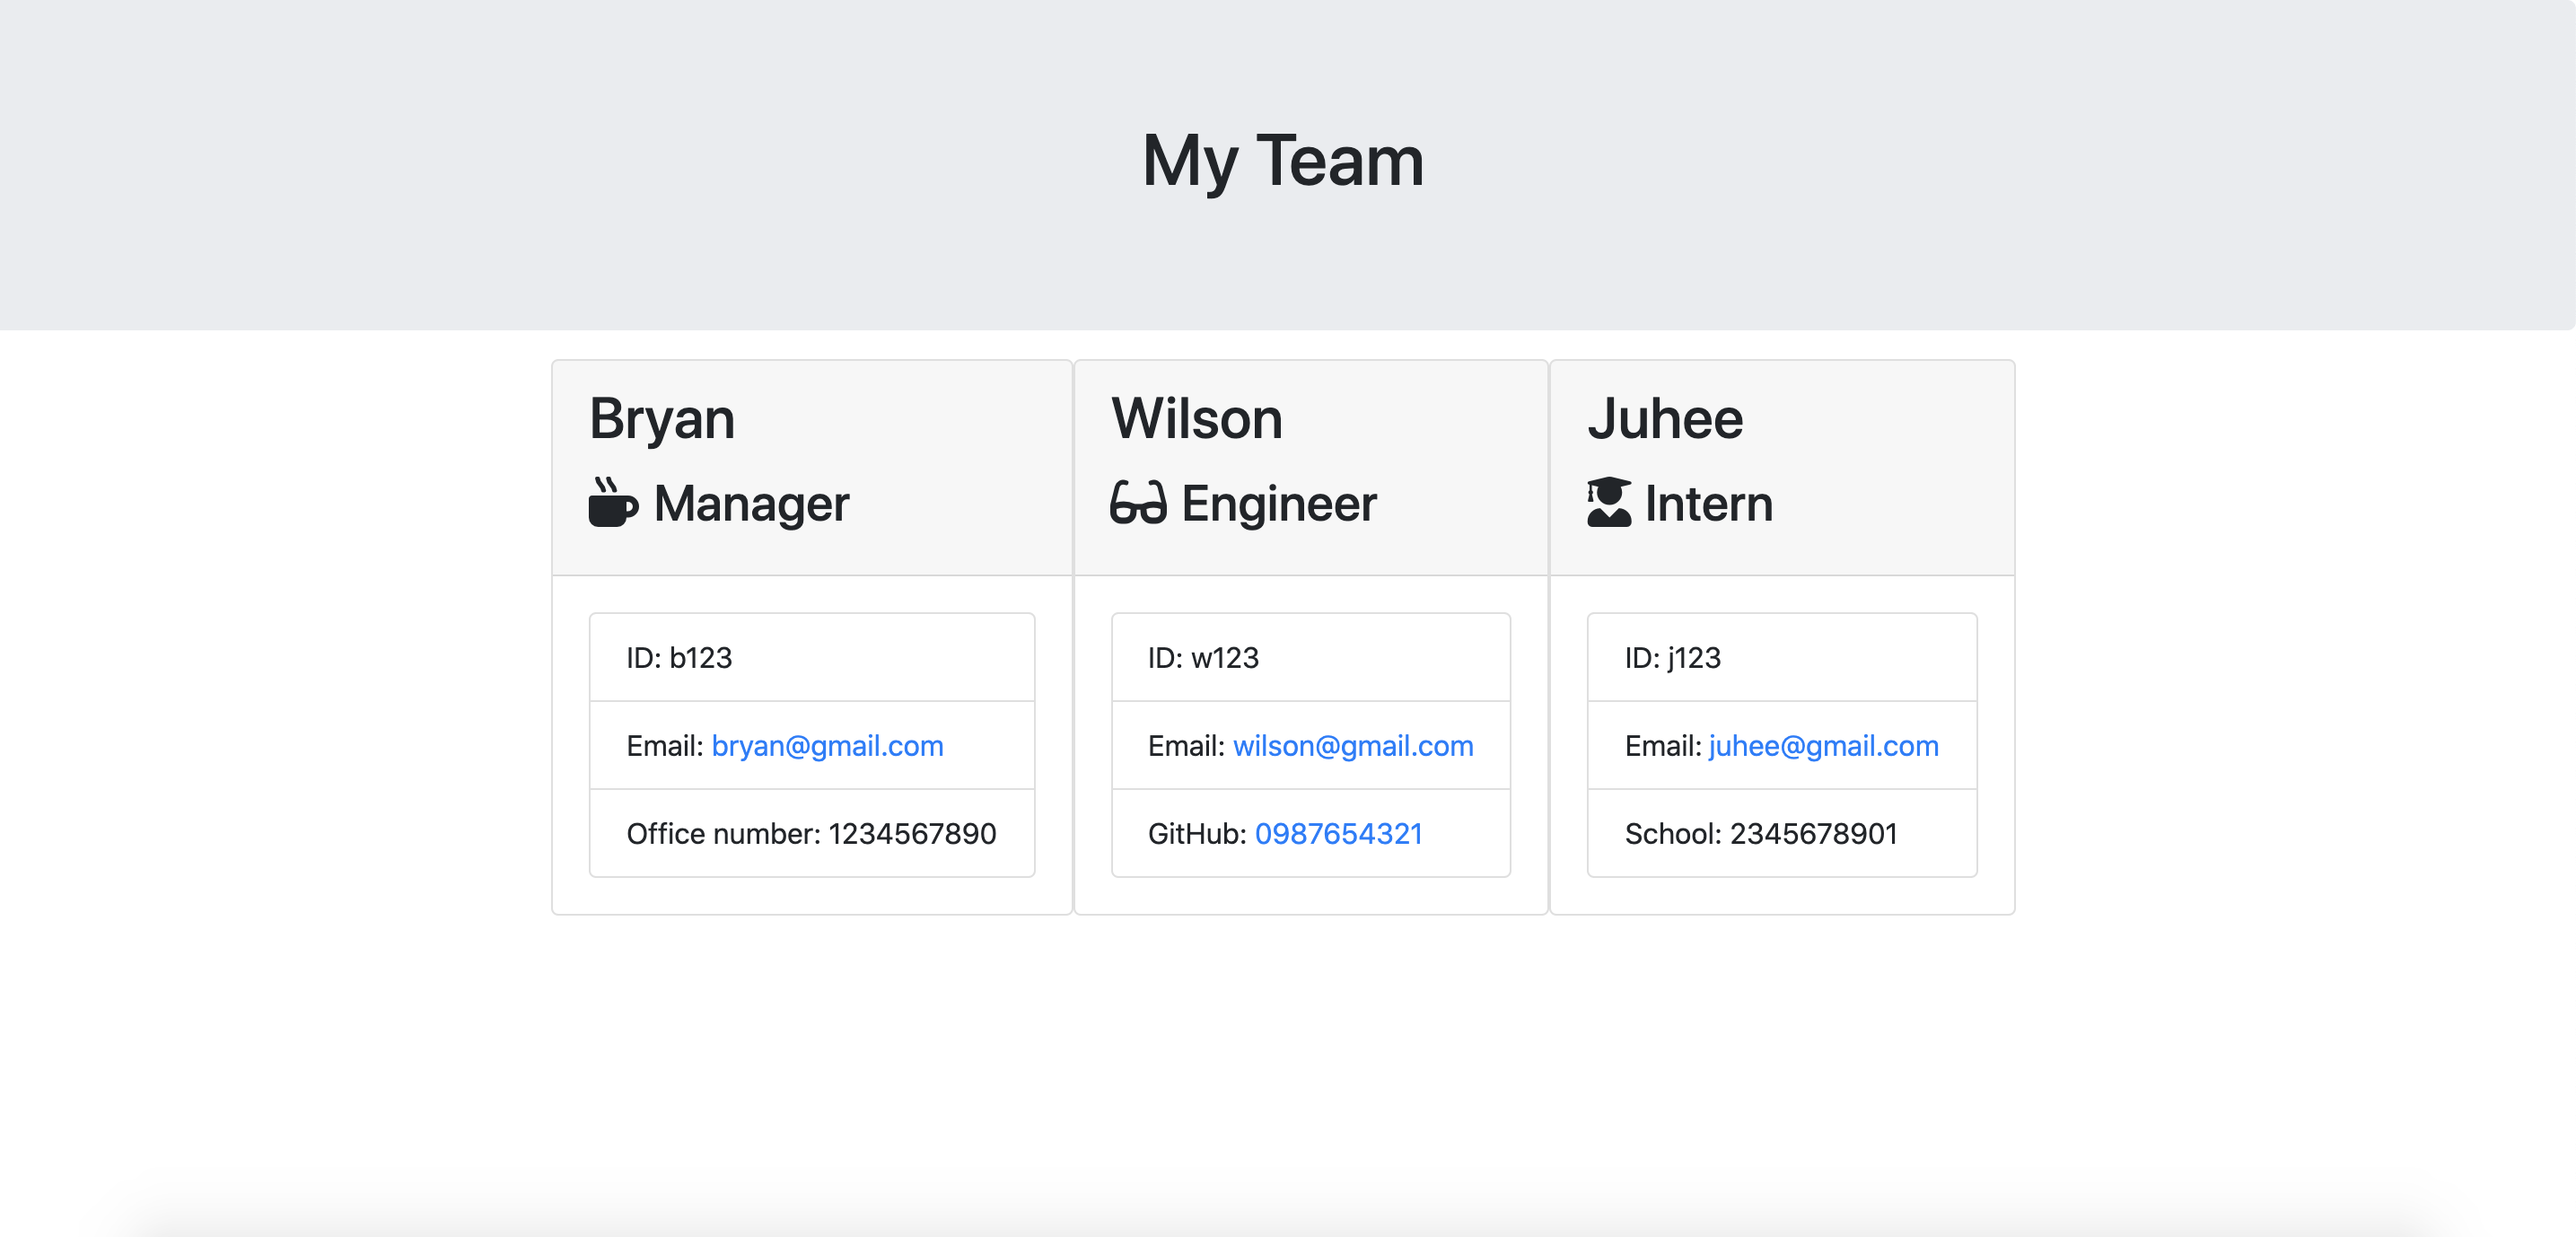 My Team
Bryan
Manager
ID: b123
Email: bryan@gmail.com
Office number: 1234567890
Wilson
Engineer
ID: w123
Email: wilson@gmail.com
GitHub: 0987654321
Juhee
Intern
ID: j123
Email: juhee@gmail.com
School: 2345678901